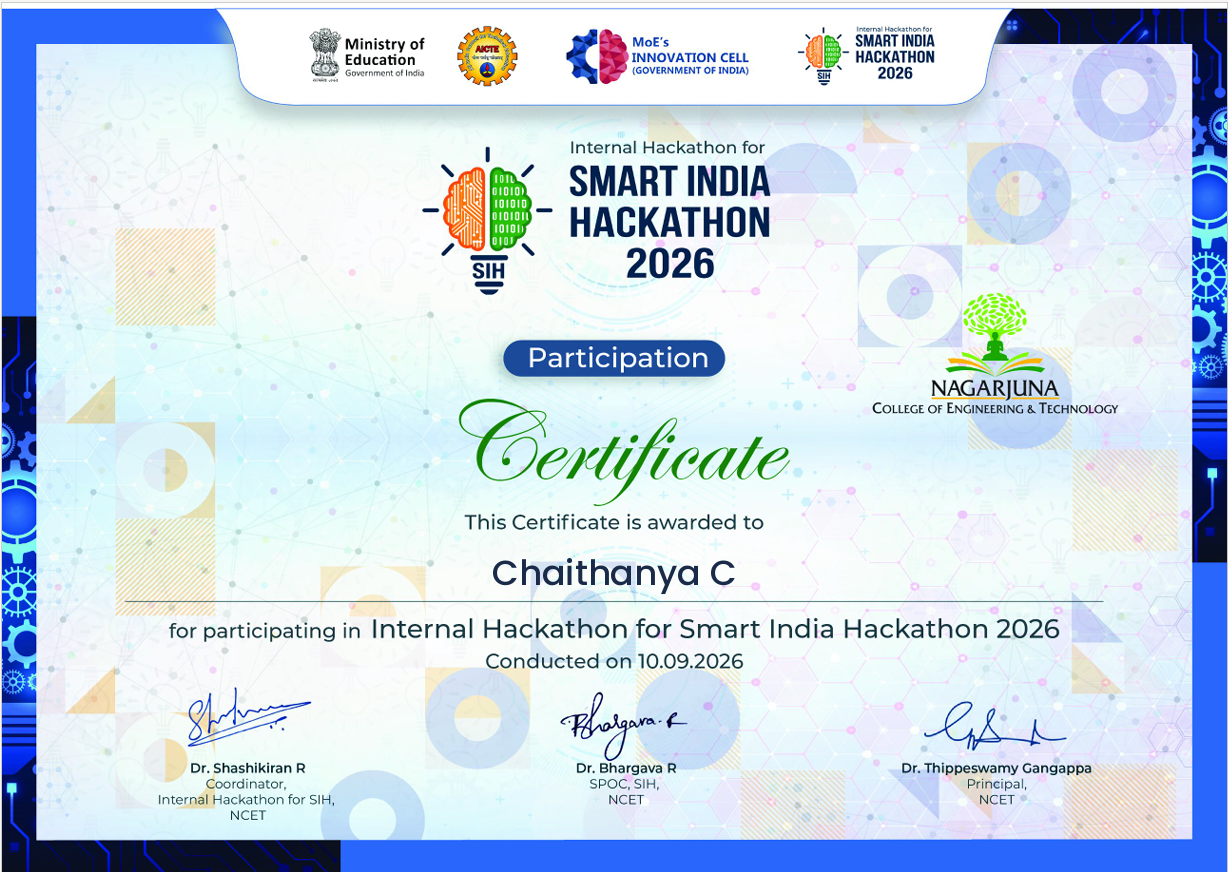 Ministry of
Education
Government of India
AICTE
MoE's
INNOVATION CELL
(GOVERNMENT OF INDIA)
Internal Hackathon for
SMART INDIA
HACKATHON
2026
SIH
Internal Hackathon for
SMART INDIA
HACKATHON
2026
SIH
Participation
NAGARJUNA
COLLEGE OF ENGINEERING & TECHNOLOGY
Certificate
This Certificate is awarded to
Chaithanya C
for participating in Internal Hackathon for Smart India Hackathon 2026
Conducted on 10.09.2026
Bhargava. R
Dr. Shashikiran R
Coordinator,
Internal Hackathon for SIH,
NCET
Dr. Bhargava R
SPOC, SIH,
NCET
Dr. Thippeswamy Gangappa
Principal,
NCET